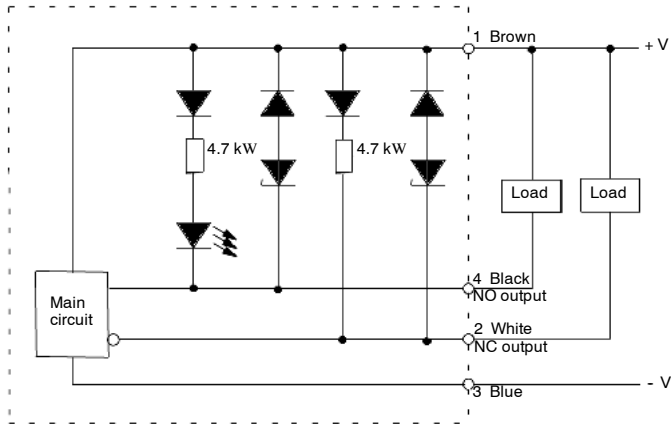 1 Brown
+ V
4.7 kW
4.7 kW
Load
Load
4 Black
NO output
Main
circuit
2 White
NC output
3 Blue
- V